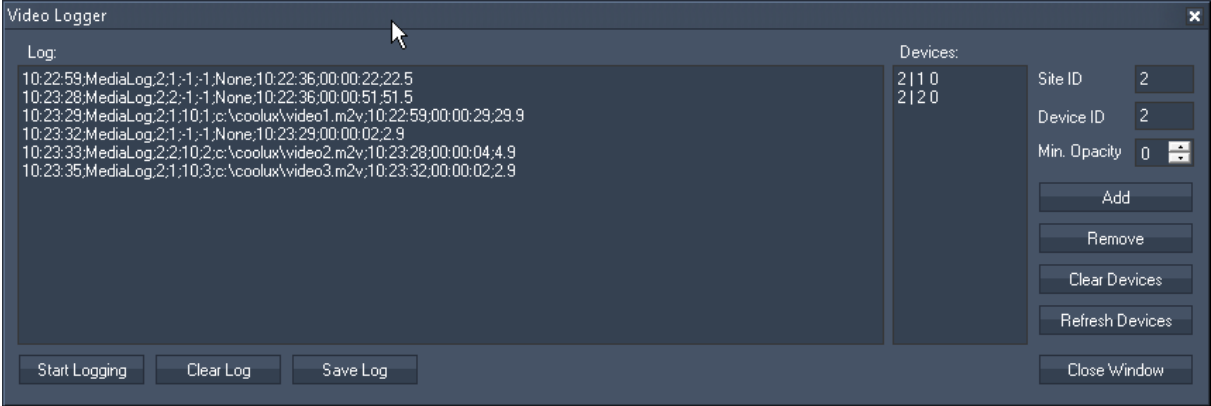 Video Logger
Log:
10:22:59;MediaLog;2;1;-1;-1;None;10:22:36;00:00:22;22.5
10:23:28;MediaLog;2;2;-1;-1;None;10:22:36;00:00:51;51.5
10:23:29;MediaLog;2;1;10;1;c:\coolux\video1.m2v;10:22:59;00:00:29;29.9
10:23:32;MediaLog;2;1;-1;-1;None;10:23:29;00:00:02;2.9
10:23:33;MediaLog;2;2;10;2;c:\coolux\video2.m2v;10:23:28;00:00:04;4.9
10:23:35;MediaLog;2;1;10;3;c:\coolux\video3.m2v;10:23:32;00:00:02;2.9
Devices:
2 | 1 0
2 | 2 0
Site ID 2
Device ID 2
Min. Opacity 0
Add
Remove
Clear Devices
Refresh Devices
Start Logging Clear Log Save Log Close Window